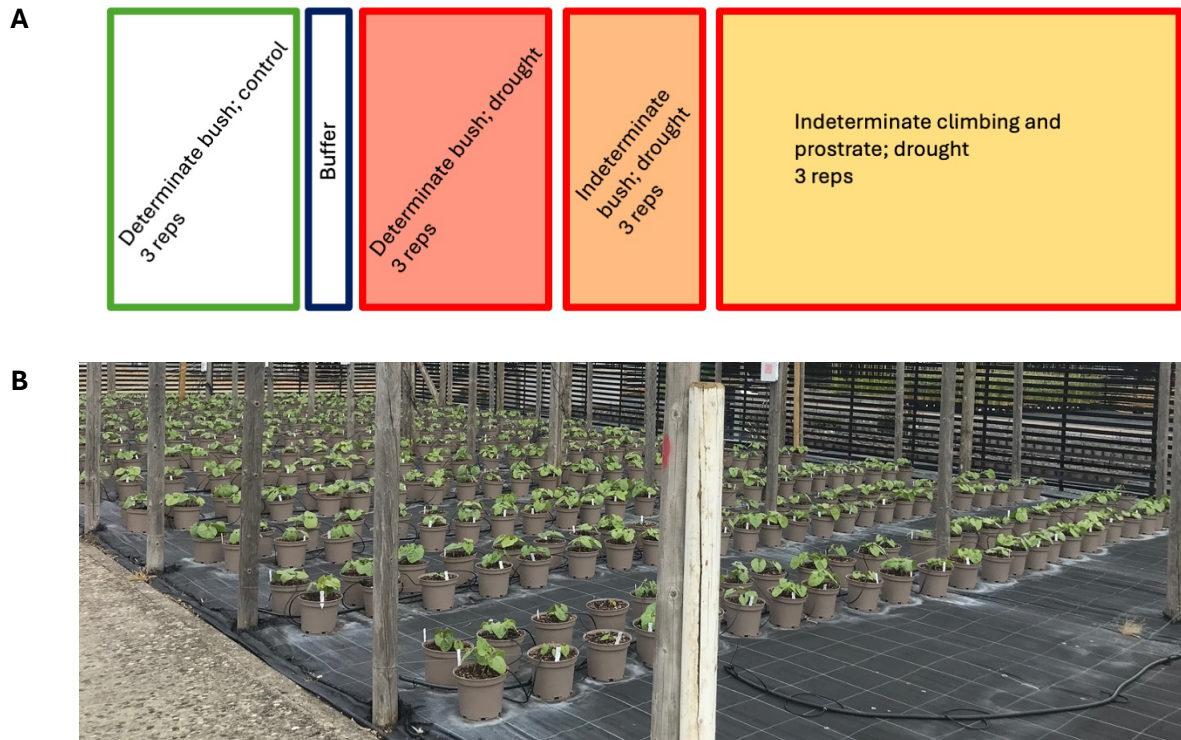 A
Determinate bush; control
3 reps
Buffer
Determinate bush; drought
3 reps
Indeterminate
bush; drought
3 reps
Indeterminate climbing and
prostrate; drought
3 reps
B